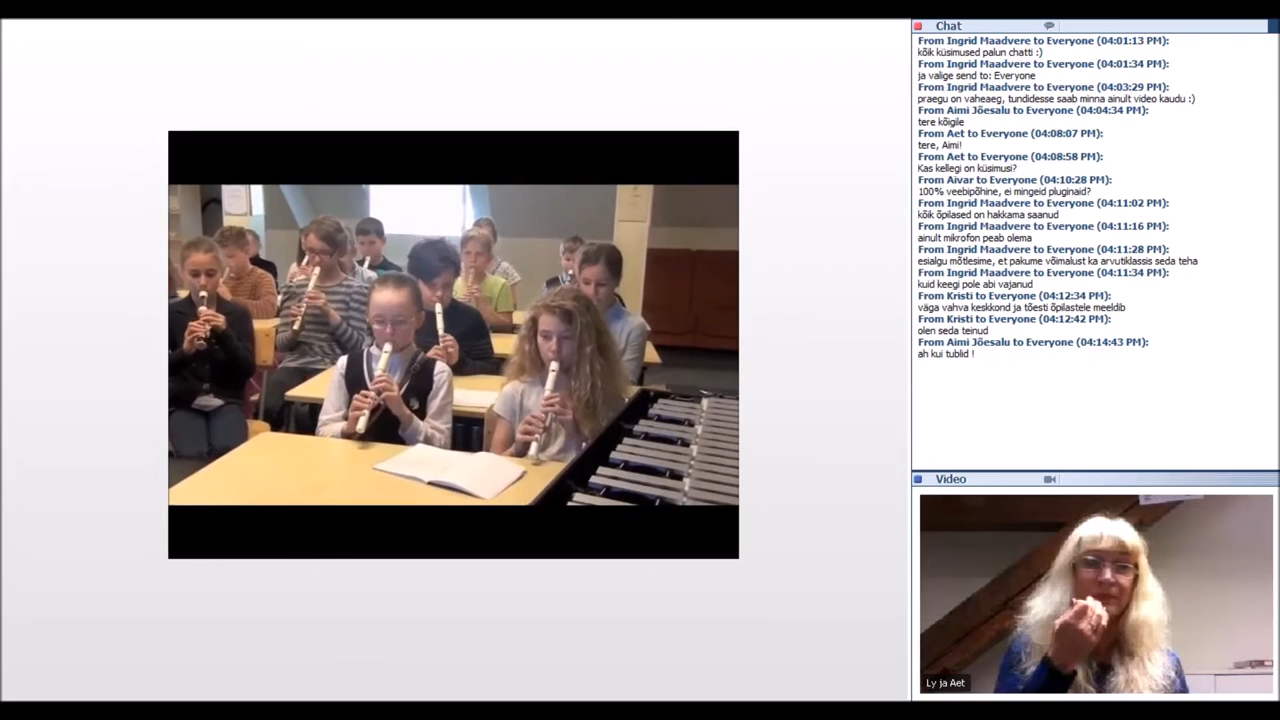 Chat
From Ingrid Maadvere to Everyone (04:01:13 PM):
kõik küsimused palun chatti :)
From Ingrid Maadvere to Everyone (04:01:34 PM):
ja valige send to: Everyone
From Ingrid Maadvere to Everyone (04:03:29 PM):
praegu on vaheaeg, tundidesse saab minna ainult video kaudu :)
From Aimi Jõesalu to Everyone (04:04:34 PM):
tere kõigile
From Aet to Everyone (04:08:07 PM):
tere, Aimi!
From Aet to Everyone (04:08:58 PM):
Kas kellegi on küsimusi?
From Aivar to Everyone (04:10:28 PM):
100% veebipõhine, ei mingeid pluginaid?
From Ingrid Maadvere to Everyone (04:11:02 PM):
kõik õpilased on hakkama saanud
From Ingrid Maadvere to Everyone (04:11:16 PM):
ainult mikrofon peab olema
From Ingrid Maadvere to Everyone (04:11:28 PM):
esialgu mõtlesime, et pakume võimalust ka arvutiklassis seda teha
From Ingrid Maadvere to Everyone (04:11:34 PM):
kuid keegi pole abi vajanud
From Kristi to Everyone (04:12:34 PM):
väga vahva keskkond ja tõesti õpilastele meeldib
From Kristi to Everyone (04:12:42 PM):
olen seda teinud
From Aimi Jõesalu to Everyone (04:14:43 PM):
ah kui tublid !
Video
Ly ja Aet